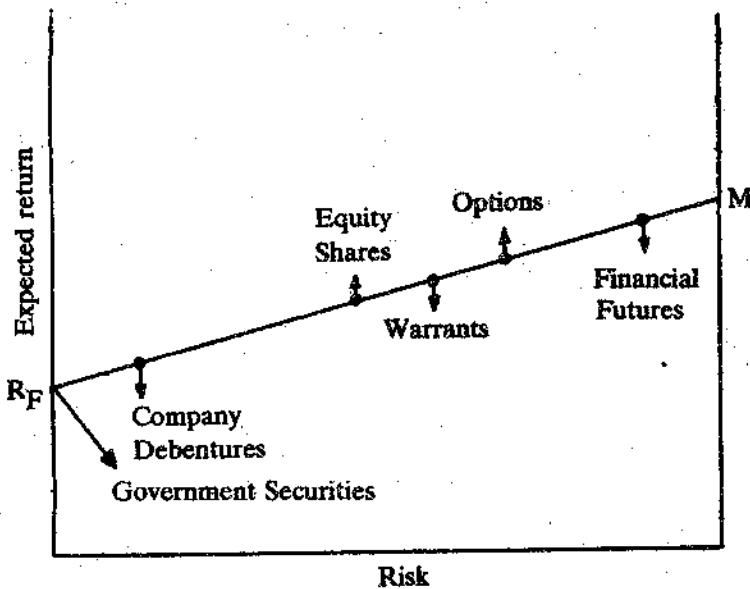 Expected return
Options
M
Equity
Shares
Financial
Futures
Warrants
RF
Company
Debentures
Government Securities
Risk